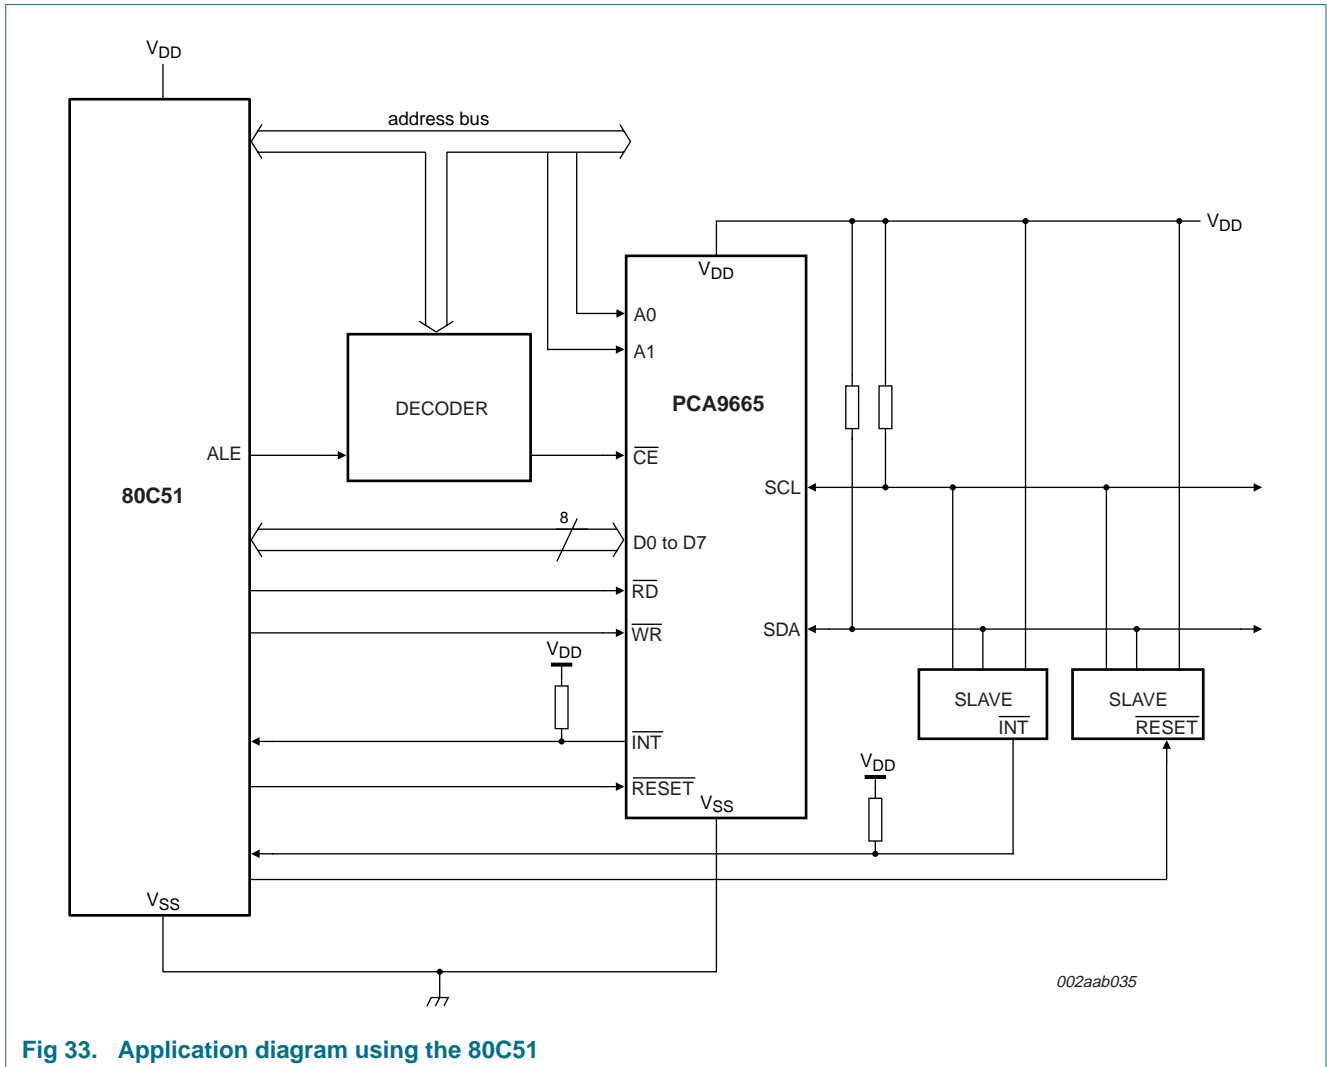 VDD
address bus
VDD
VDD
A0
A1
PCA9665
DECODER
ALE
CE
80C51
SCL
8
D0 to D7
RD
WR
SDA
VDD
SLAVE
INT
SLAVE
RESET
INT
VDD
RESET
VSS
VSS
002aab035
Fig 33. Application diagram using the 80C51